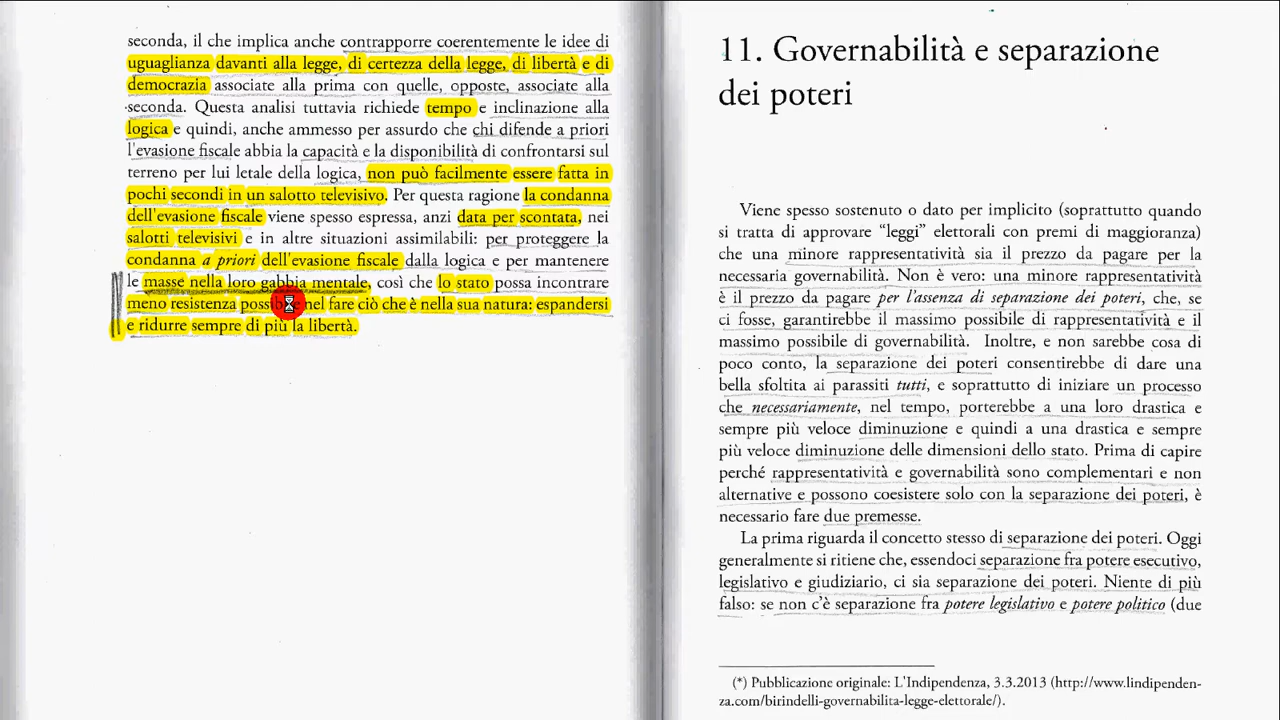 seconda, il che implica anche contrapporre coerentemente le idee di
uguaglianza davanti alla legge, di certezza della legge, di libertà e di
democrazia associate alla prima con quelle, opposte, associate alla
seconda. Questa analisi tuttavia richiede tempo e inclinazione alla
logica e quindi, anche ammesso per assurdo che chi difende a priori
l'evasione fiscale abbia la capacità e la disponibilità di confrontarsi sul
terreno per lui letale della logica, non può facilmente essere fatta in
pochi secondi in un salotto televisivo. Per questa ragione la condanna
dell'evasione fiscale viene spesso espressa, anzi data per scontata, nei
salotti televisivi e in altre situazioni assimilabili: per proteggere la
condanna a priori dell'evasione fiscale dalla logica e per mantenere
le masse nella loro gabbia mentale, così che lo stato possa incontrare
meno resistenza nel fare ciò che è nella sua natura: espandersi
e ridurre sempre di più la libertà.
11. Governabilità e separazione
dei poteri
Viene spesso sostenuto o dato per implicito (soprattutto quando
si tratta di approvare “leggi” elettorali con premi di maggioranza)
che una minore rappresentatività sia il prezzo da pagare per la
necessaria governabilità. Non è vero: una minore rappresentatività
è il prezzo da pagare per l'assenza di separazione dei poteri, che, se
ci fosse, garantirebbe il massimo possibile di rappresentatività e il
massimo possibile di governabilità. Inoltre, e non sarebbe cosa di
poco conto, la separazione dei poteri consentirebbe di dare una
bella sfoltita ai parassiti tutti, e soprattutto di iniziare un processo
che necessariamente, nel tempo, porterebbe a una loro drastica e
sempre più veloce diminuzione e quindi a una drastica e sempre
più veloce diminuzione delle dimensioni dello stato. Prima di capire
perché rappresentatività e governabilità sono complementari e non
alternative e possono coesistere solo con la separazione dei poteri, è
necessario fare due premesse.
La prima riguarda il concetto stesso di separazione dei poteri. Oggi
generalmente si ritiene che, essendoci separazione fra potere esecutivo,
legislativo e giudiziario, ci sia separazione dei poteri. Niente di più
falso: se non c'è separazione fra potere legislativo e potere politico (due
(*) Pubblicazione originale: L'Indipendenza, 3.3.2013 (http://www.lindipenden-
za.com/birindelli-governabilita-legge-elettorale/).